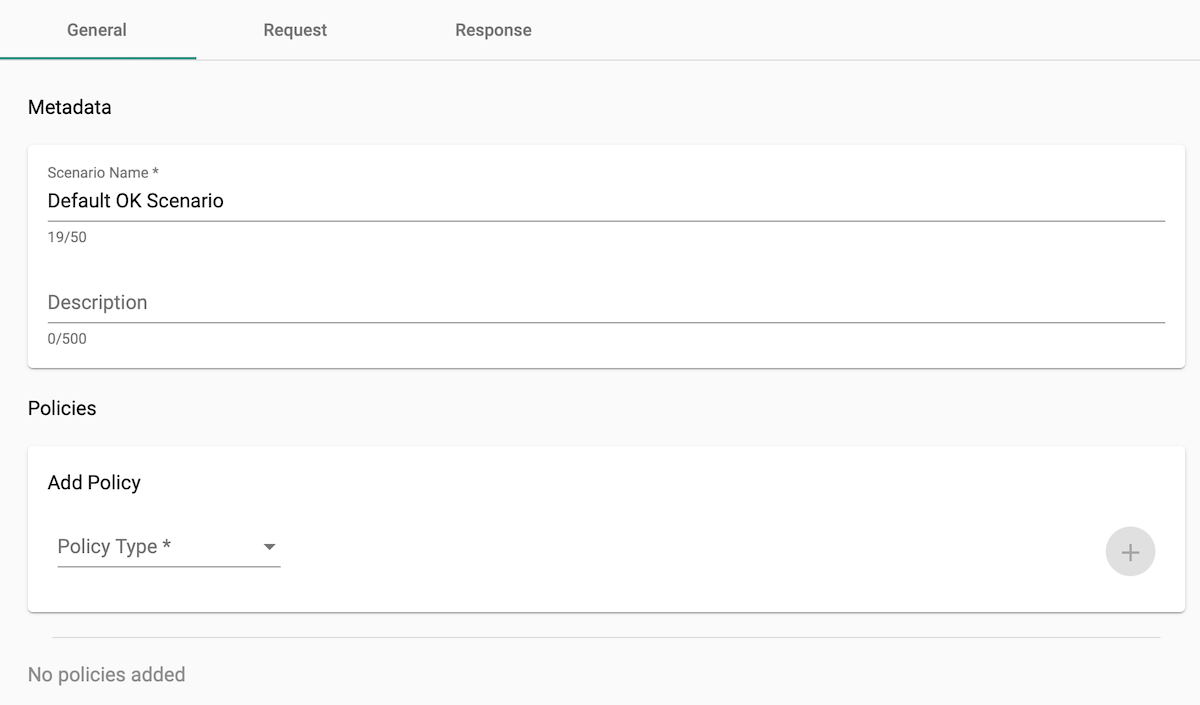 General Request Response
Metadata
Scenario Name *
Default OK Scenario
19/50
Description
0/500
Policies
Add Policy
Policy Type *
No policies added